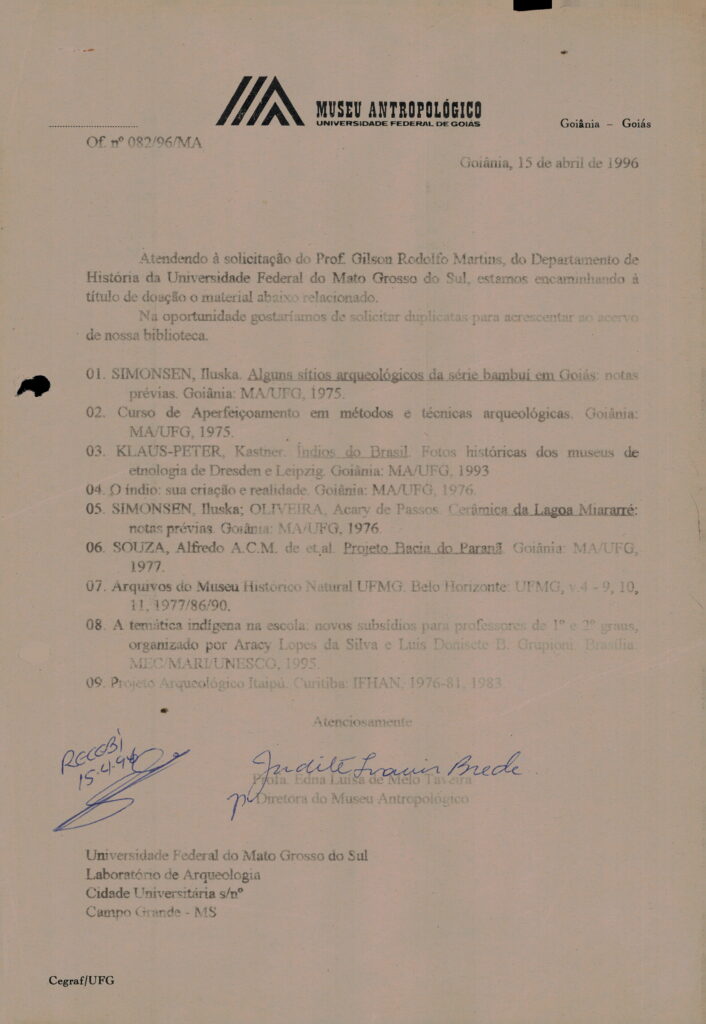 MUSEU ANTROPOLÓGICO
UNIVERSIDADE FEDERAL DE GOIÁS
Goiânia - Goiás
Of. nº 082/96/MA
Goiânia, 15 de abril de 1996
Atendendo à solicitação do Prof. Gilson Rodolfo Martins, do Departamento de
História da Universidade Federal do Mato Grosso do Sul, estamos encaminhando à
título de doação o material abaixo relacionado.
Na oportunidade gostaríamos de solicitar duplicatas para acrescentar ao acervo
de nossa biblioteca.
01. SIMONSEN, Iluska. Alguns sítios arqueológicos da série bambuí em Goiás: notas
prévias. Goiânia: MA/UFG, 1975.
02. Curso de Aperfeiçoamento em métodos e técnicas arqueológicas. Goiânia:
MA/UFG, 1975.
03. KLAUS-PETER, Kastner. Índios do Brasil. Fotos históricas dos museus de
etnologia de Dresden e Leipzig. Goiânia: MA/UFG, 1993
04. O índio: sua criação e realidade. Goiânia: MA/UFG, 1976.
05. SIMONSEN, Iluska; OLIVEIRA, Acary de Passos. Cerâmica da Lagoa Miararré:
notas prévias. Goiânia: MA/UFG, 1976.
06. SOUZA, Alfredo A.C.M. de et.al. Projeto Bacia do Paranã. Goiânia: MA/UFG,
1977.
07. Arquivos do Museu Histórico Natural UFMG. Belo Horizonte: UFMG, v.4 - 9, 10,
11, 1977/86/90.
08. A temática indígena na escola: novos subsídios para professores de 1º e 2º graus,
organizado por Aracy Lopes da Silva e Luis Donisete B. Grupioni. Brasília:
MEC/MARI/UNESCO, 1995.
09. Projeto Arqueológico Itaipú. Curitiba: IFHAN, 1976-81, 1983.
Atenciosamente
RECEBI
15.4.96
Judite Brede
Profa. Edna Luísa de Melo Taveira
p/ Diretora do Museu Antropológico
Universidade Federal do Mato Grosso do Sul
Laboratório de Arqueologia
Cidade Universitária s/nº
Campo Grande - MS
Cegraf/UFG